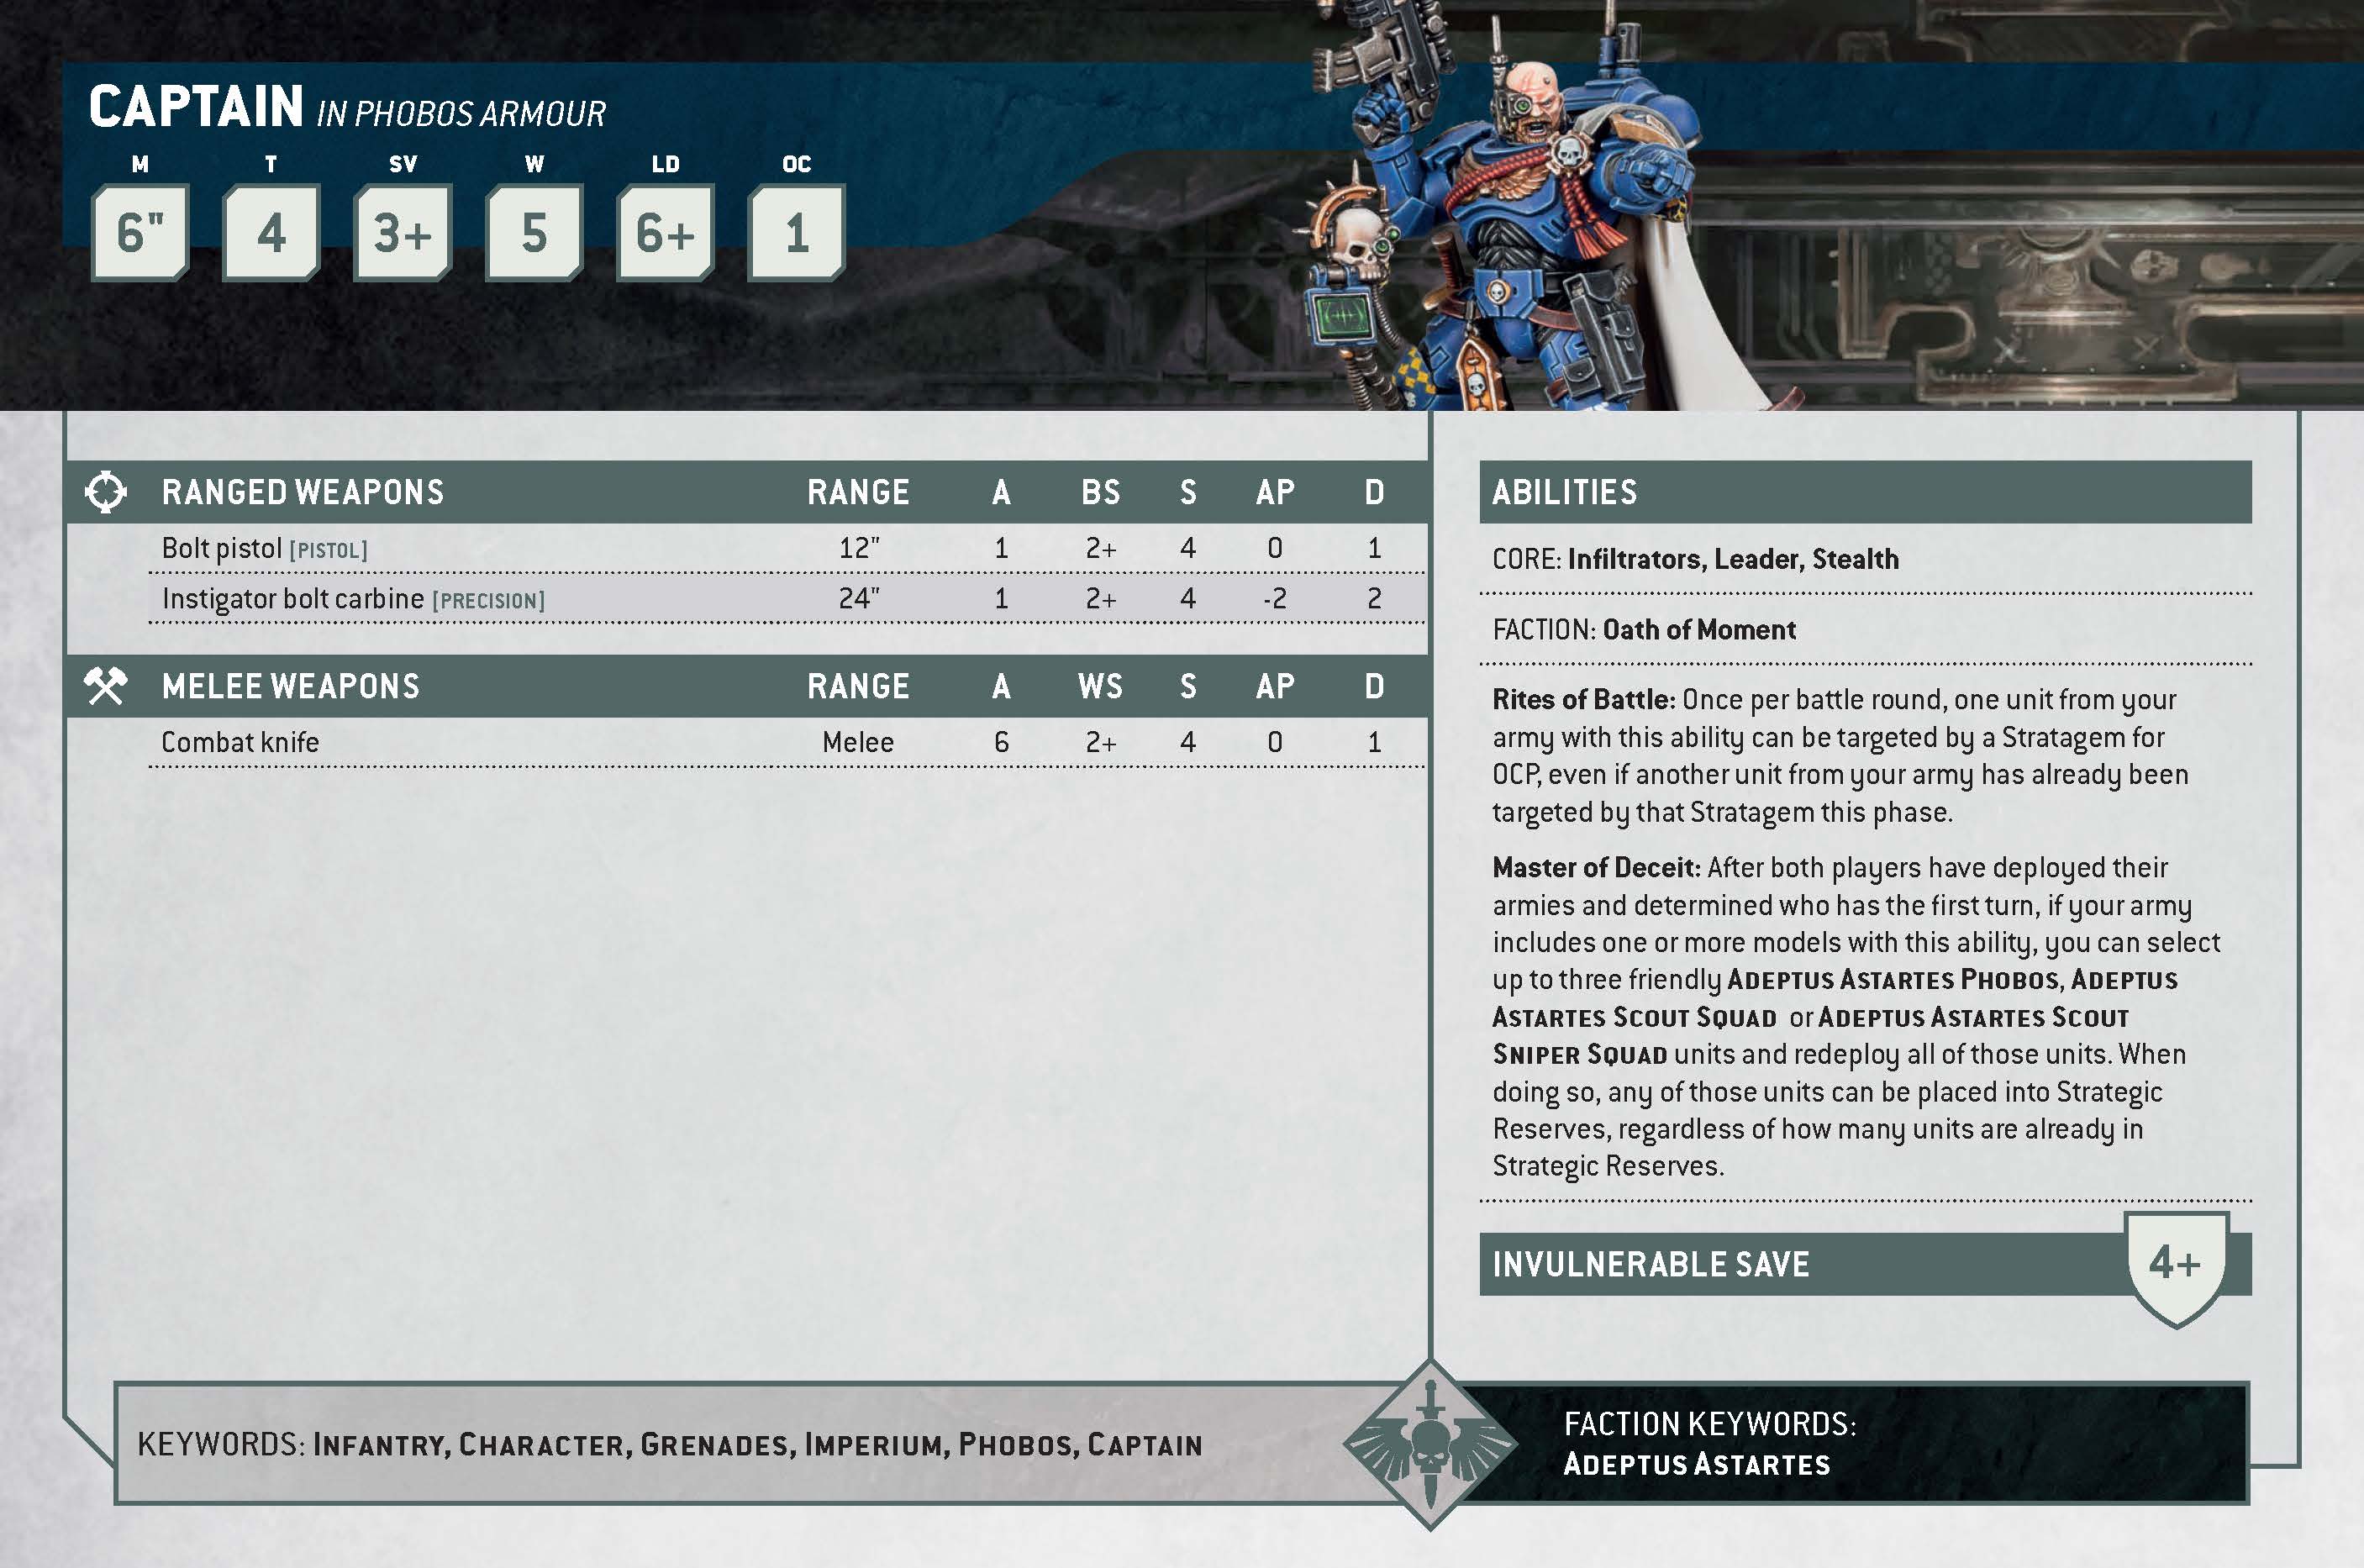 CAPTAIN IN PHOBOS ARMOUR
M T SV W LD OC
6" 4 3+ 5 6+ 1
RANGED WEAPONS RANGE A BS S AP D
Bolt pistol [PISTOL] 12" 1 2+ 4 0 1
Instigator bolt carbine [PRECISION] 24" 1 2+ 4 -2 2
MELEE WEAPONS RANGE A WS S AP D
Combat knife Melee 6 2+ 4 0 1
ABILITIES
CORE: Infiltrators, Leader, Stealth
FACTION: Oath of Moment
Rites of Battle: Once per battle round, one unit from your
army with this ability can be targeted by a Stratagem for
0CP, even if another unit from your army has already been
targeted by that Stratagem this phase.
Master of Deceit: After both players have deployed their
armies and determined who has the first turn, if your army
includes one or more models with this ability, you can select
up to three friendly ADEPTUS ASTARTES PHOBOS, ADEPTUS
ASTARTES SCOUT SQUAD or ADEPTUS ASTARTES SCOUT
SNIPER SQUAD units and redeploy all of those units. When
doing so, any of those units can be placed into Strategic
Reserves, regardless of how many units are already in
Strategic Reserves.
INVULNERABLE SAVE 4+
KEYWORDS: INFANTRY, CHARACTER, GRENADES, IMPERIUM, PHOBOS, CAPTAIN
FACTION KEYWORDS:
ADEPTUS ASTARTES